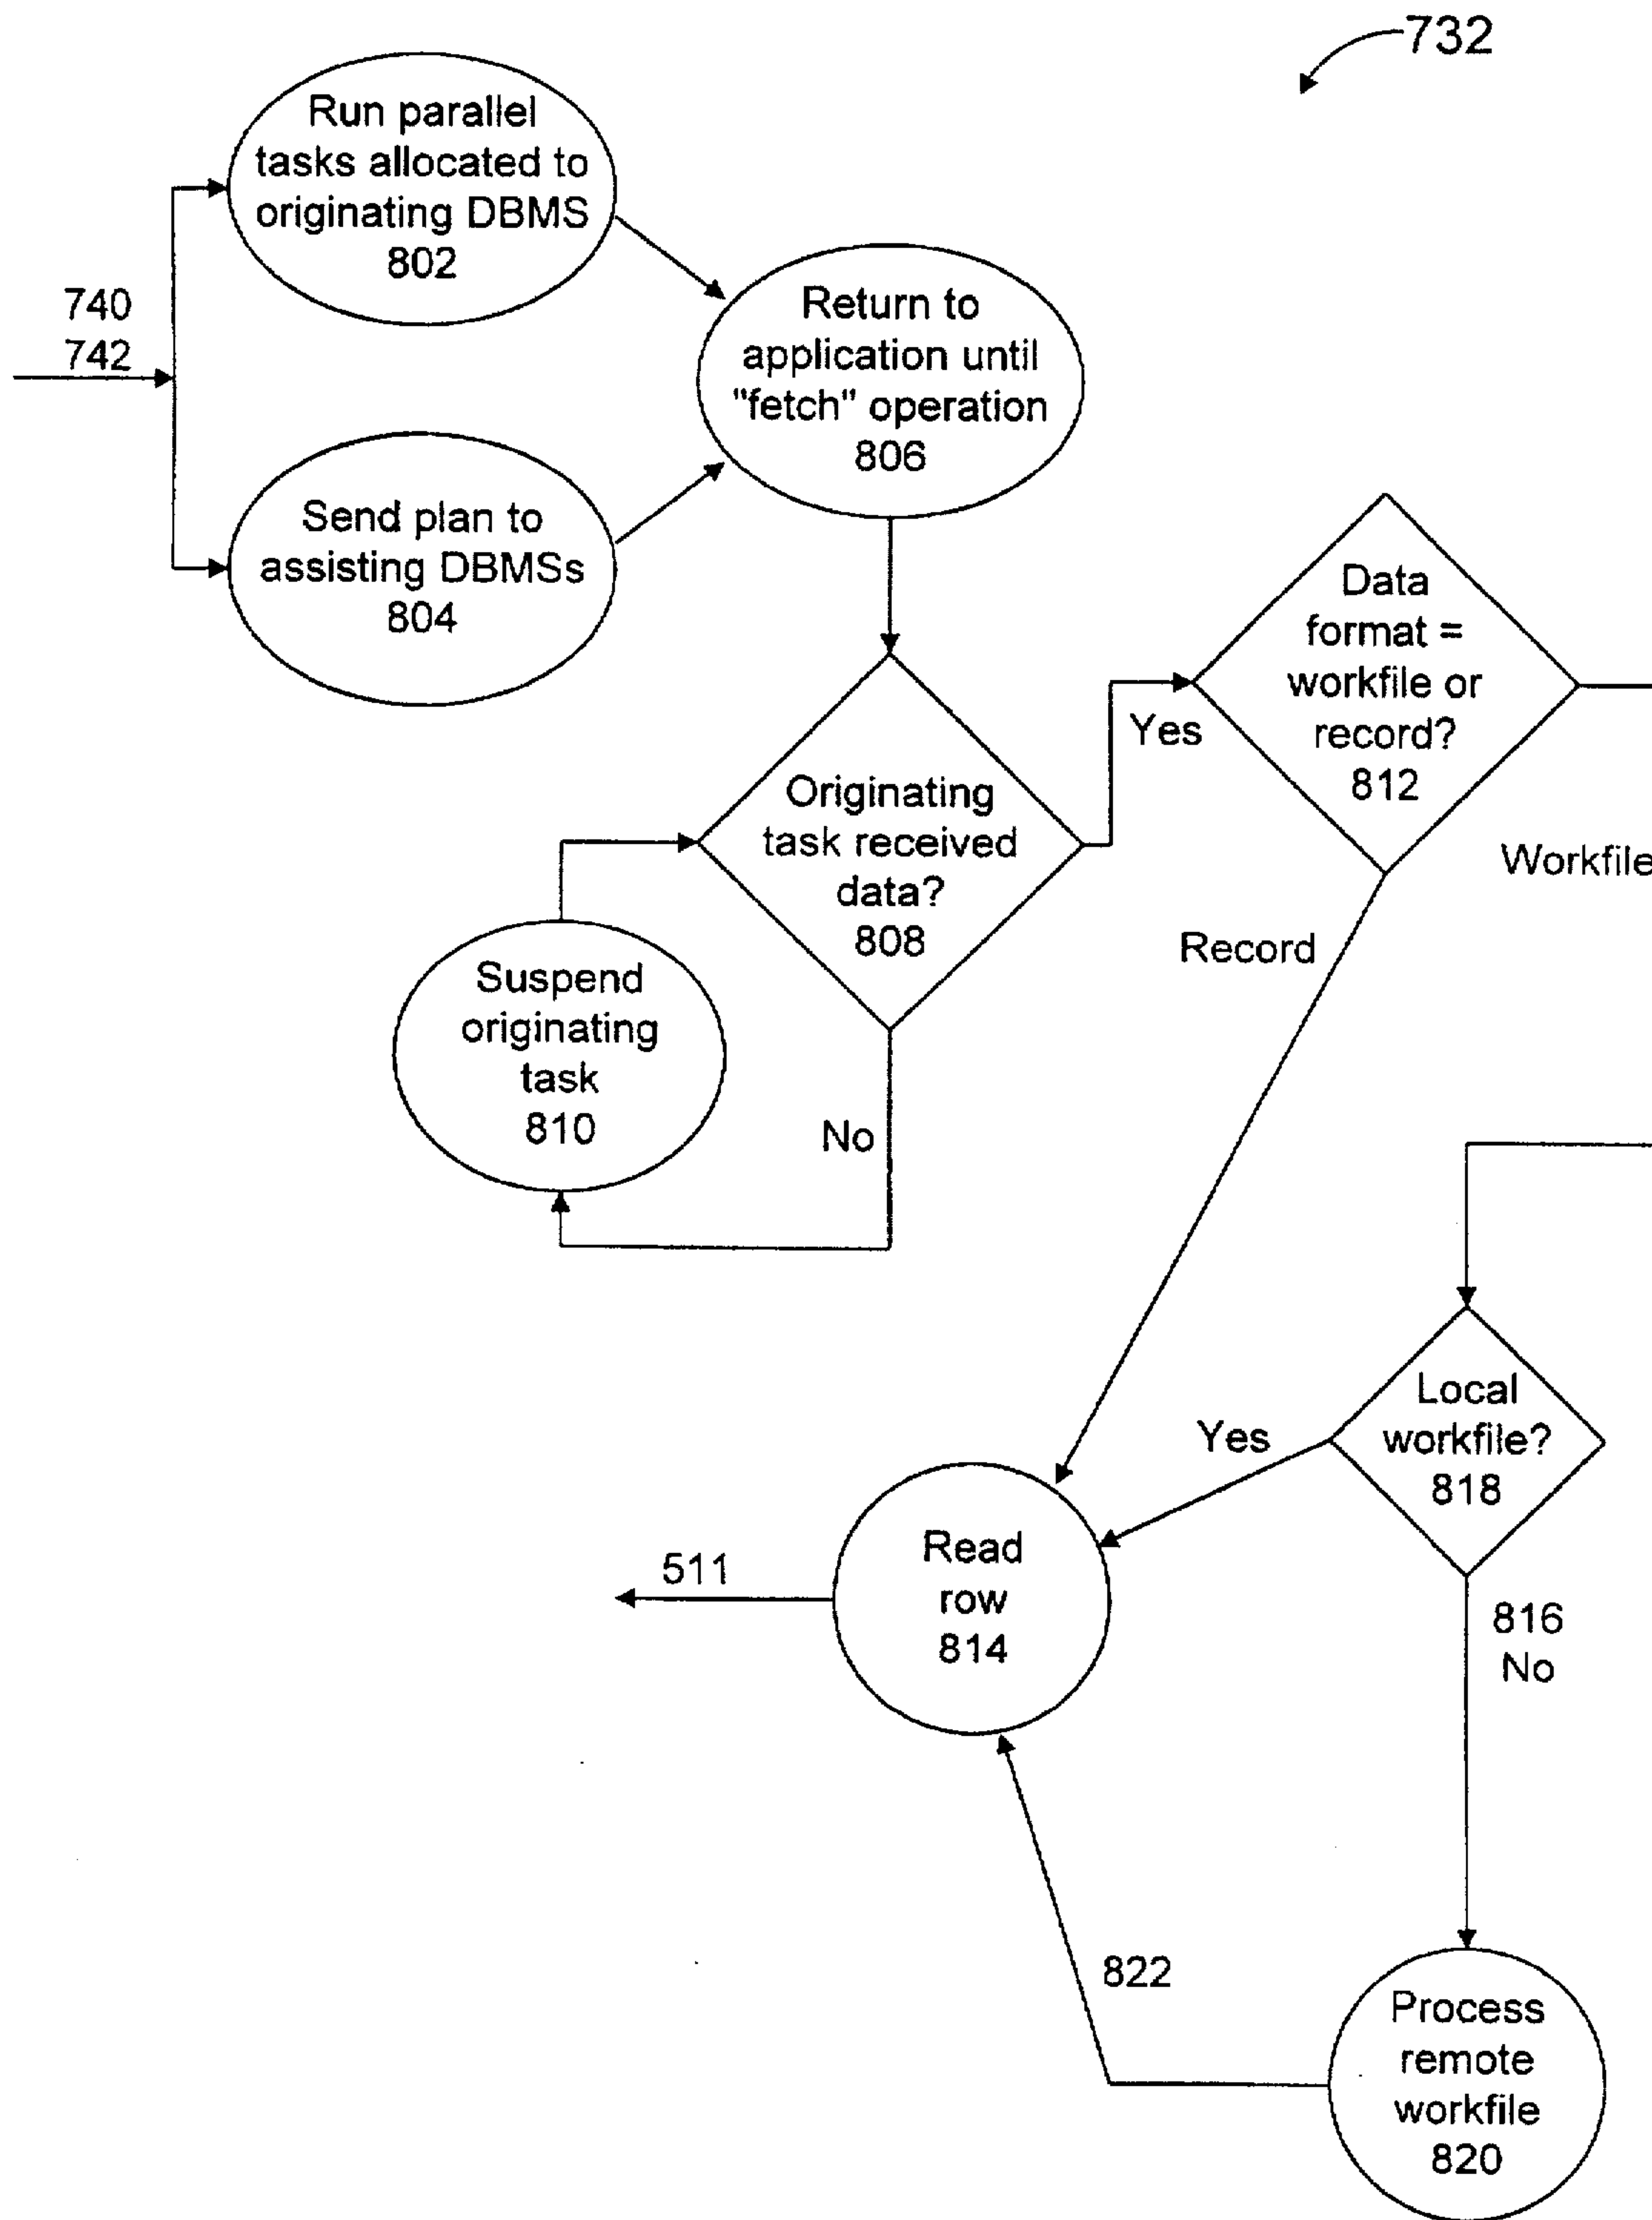 732
Run parallel
tasks allocated to
originating DBMS
802
740
742
Return to
application until
"fetch" operation
806
Send plan to
assisting DBMSs
804
Data
format =
workfile or
record?
812
Yes
Workfile
Originating
task received
data?
808
Record
Suspend
originating
task
810
No
Local
workfile?
818
Yes
Read
row
814
511
816
No
822
Process
remote
workfile
820